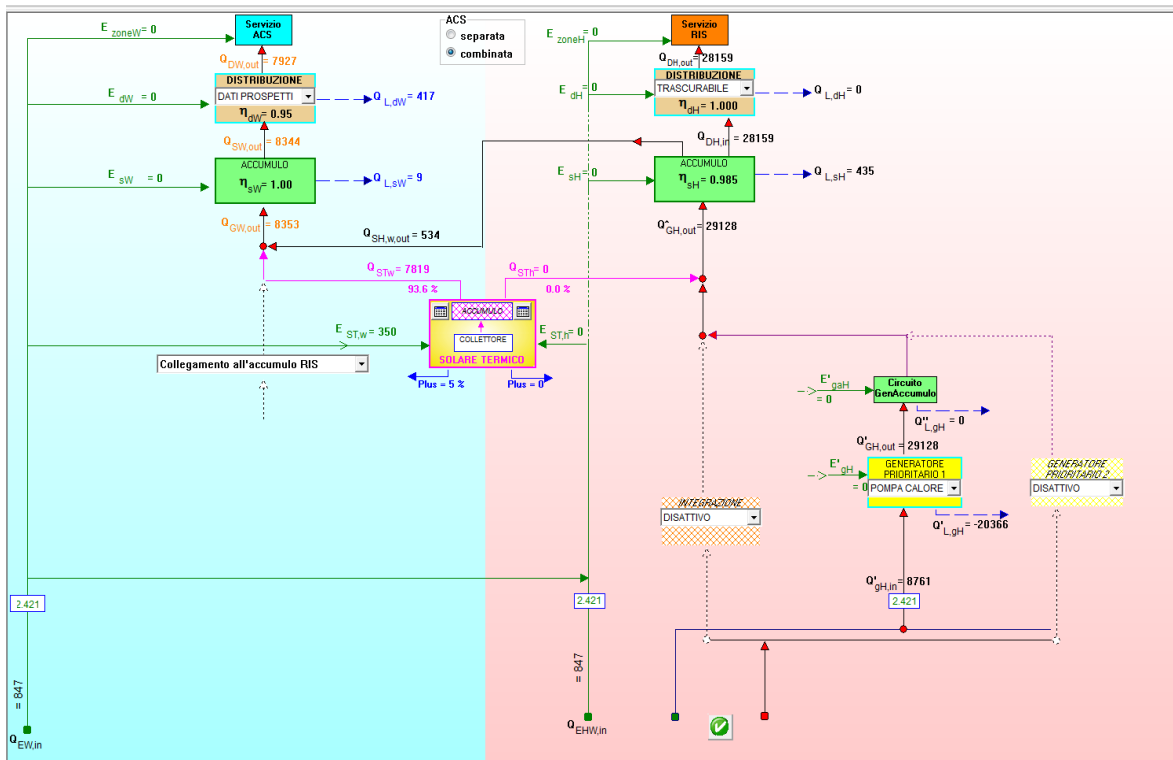 E zoneW = 0
Servizio ACS
Q DW,out = 7927
DISTRIBUZIONE
DATI PROSPETTI
E dW = 0
η dW = 0.95
Q L,dW = 417
Q SW,out = 8344
ACCUMULO
E sW = 0
η sW = 1.00
Q L,sW = 9
Q GW,out = 8353
Q SH,w,out = 534
Q STw = 7819
93.6 %
E ST,w = 350
Collegamento all'accumulo RIS
ACS
separata
combinata
E zoneH = 0
Servizio RIS
Q DH,out = 28159
DISTRIBUZIONE
TRASCURABILE
E dH = 0
η dH = 1.000
Q L,dH = 0
Q DH,in = 28159
ACCUMULO
E sH = 0
η sH = 0.985
Q L,sH = 435
Q^ GH,out = 29128
Q STh = 0
0.0 %
ACCUMULO
COLLETTORE
SOLARE TERMICO
E ST,h = 0
Plus = 5 %
Plus = 0
E' gaH = 0
Circuito GenAccumulo
Q'' L,gH = 0
Q' GH,out = 29128
E' gH = 0
GENERATORE PRIORITARIO 1
POMPA CALORE
GENERATORE PRIORITARIO 2
DISATTIVO
INTEGRAZIONE
DISATTIVO
Q' L,gH = -20366
Q' gH,in = 8761
2.421
2.421
2.421
= 847
= 847
Q EW,in
Q EHW,in